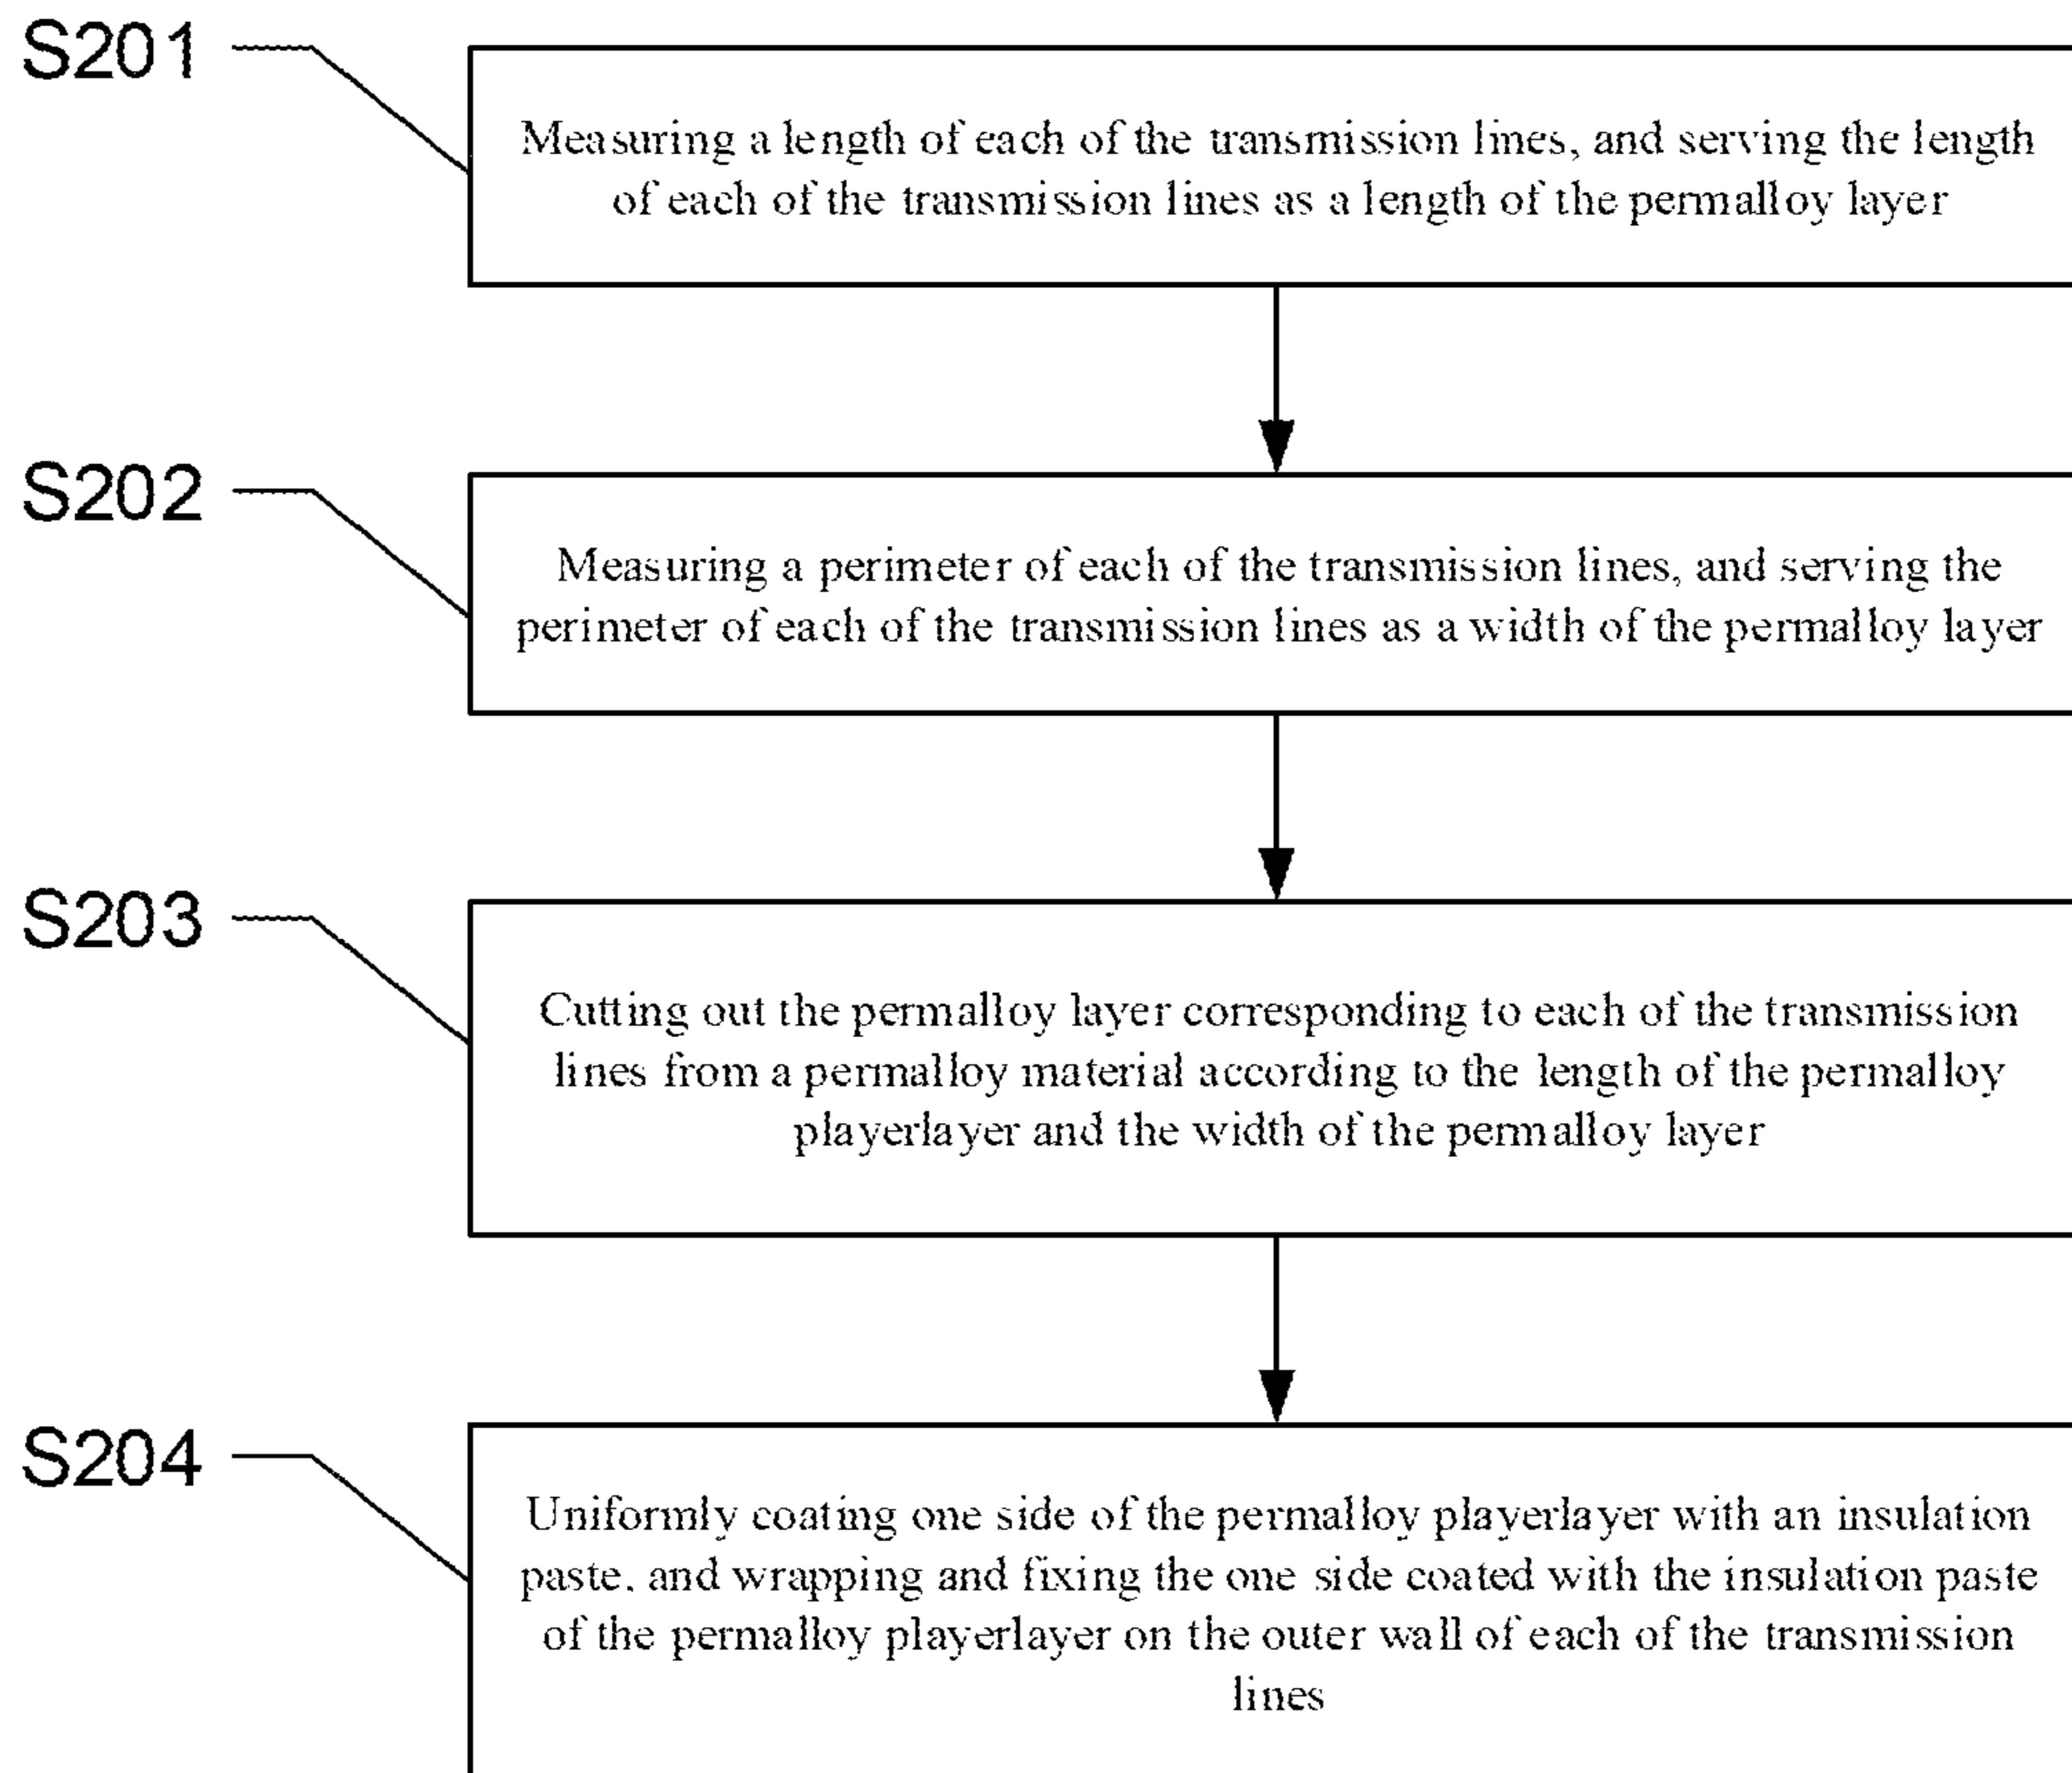 S201
Measuring a length of each of the transmission lines, and serving the length
of each of the transmission lines as a length of the permalloy layer
S202
Measuring a perimeter of each of the transmission lines, and serving the
perimeter of each of the transmission lines as a width of the permalloy layer
S203
Cutting out the permalloy layer corresponding to each of the transmission
lines from a permalloy material according to the length of the permalloy
playerlayer and the width of the permalloy layer
S204
Uniformly coating one side of the permalloy playerlayer with an insulation
paste, and wrapping and fixing the one side coated with the insulation paste
of the permalloy playerlayer on the outer wall of each of the transmission
lines